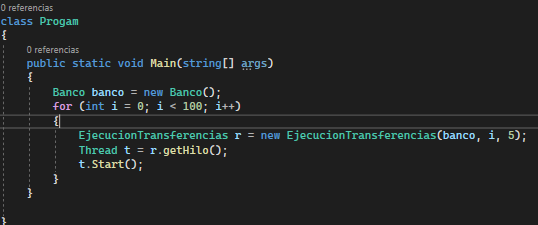 0 referencias
class Progam
{
0 referencias
public static void Main(string[] args)
{
Banco banco = new Banco();
for (int i = 0; i < 100; i++)
{
EjecucionTransferencias r = new EjecucionTransferencias(banco, i, 5);
Thread t = r.getHilo();
t.Start();
}
}
}